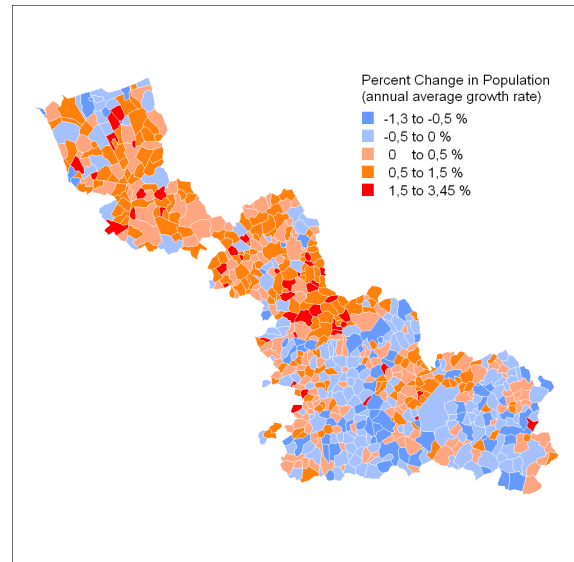 Percent Change in Population
(annual average growth rate)
-1,3 to -0,5 %
-0,5 to 0 %
0 to 0,5 %
0,5 to 1,5 %
1,5 to 3,45 %